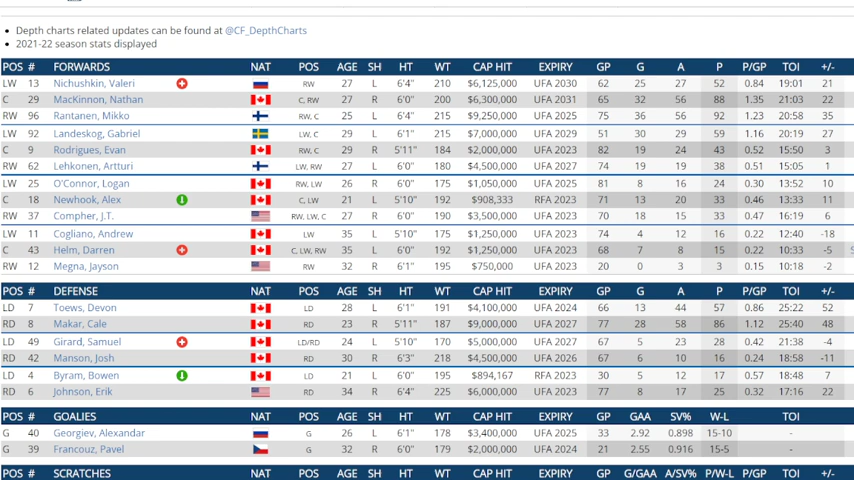 Depth charts related updates can be found at @CF_DepthCharts
2021-22 season stats displayed
POS # FORWARDS NAT POS AGE SH HT WT CAP HIT EXPIRY GP G A P P/GP TOI +/-
LW 13 Nichushkin, Valeri RW 27 L 6'4" 210 $6,125,000 UFA 2030 62 25 27 52 0.84 19:01 21
C 29 MacKinnon, Nathan C, RW 27 R 6'0" 200 $6,300,000 UFA 2031 65 32 56 88 1.35 21:03 22
RW 96 Rantanen, Mikko RW, C 25 L 6'4" 215 $9,250,000 UFA 2025 75 36 56 92 1.23 20:58 35
LW 92 Landeskog, Gabriel LW, C 29 L 6'1" 215 $7,000,000 UFA 2029 51 30 29 59 1.16 20:19 27
C 9 Rodrigues, Evan RW, C 29 R 5'11" 184 $2,000,000 UFA 2023 82 19 24 43 0.52 15:50 3
RW 62 Lehkonen, Artturi LW, RW 27 L 6'0" 180 $4,500,000 UFA 2027 74 19 19 38 0.51 15:05 1
LW 25 O'Connor, Logan RW, LW 26 R 6'0" 175 $1,050,000 UFA 2025 81 8 16 24 0.30 13:52 10
C 18 Newhook, Alex C, LW 21 L 5'10" 192 $908,333 RFA 2023 71 13 20 33 0.46 13:33 11
RW 37 Compher, J.T. RW, LW, C 27 R 6'0" 190 $3,500,000 UFA 2023 70 18 15 33 0.47 16:19 6
LW 11 Cogliano, Andrew LW 35 L 5'10" 175 $1,250,000 UFA 2023 74 4 12 16 0.22 12:40 -18
C 43 Helm, Darren C, LW, RW 35 L 6'0" 192 $1,250,000 UFA 2023 68 7 8 15 0.22 10:33 -5
RW 12 Megna, Jayson RW 32 R 6'1" 195 $750,000 UFA 2023 20 0 3 3 0.15 10:18 -2
POS # DEFENSE NAT POS AGE SH HT WT CAP HIT EXPIRY GP G A P P/GP TOI +/-
LD 7 Toews, Devon LD 28 L 6'1" 191 $4,100,000 UFA 2024 66 13 44 57 0.86 25:22 52
RD 8 Makar, Cale RD 23 R 5'11" 187 $9,000,000 UFA 2027 77 28 58 86 1.12 25:40 48
LD 49 Girard, Samuel LD/RD 24 L 5'10" 170 $5,000,000 UFA 2027 67 5 23 28 0.42 21:38 -4
RD 42 Manson, Josh RD 30 R 6'3" 218 $4,500,000 UFA 2026 67 6 10 16 0.24 18:58 -11
LD 4 Byram, Bowen LD 21 L 6'0" 195 $894,167 RFA 2023 30 5 12 17 0.57 18:48 7
RD 6 Johnson, Erik RD 34 R 6'4" 225 $6,000,000 UFA 2023 77 8 17 25 0.32 17:16 22
POS # GOALIES NAT POS AGE SH HT WT CAP HIT EXPIRY GP GAA SV% W-L TOI
G 40 Georgiev, Alexandar G 26 L 6'1" 178 $3,400,000 UFA 2025 33 2.92 0.898 15-10 -
G 39 Francouz, Pavel G 32 L 6'0" 179 $2,000,000 UFA 2024 21 2.55 0.916 15-5 -
POS # SCRATCHES NAT POS AGE SH HT WT CAP HIT EXPIRY GP G/GAA A/SV% P/W-L P/GP TOI +/-